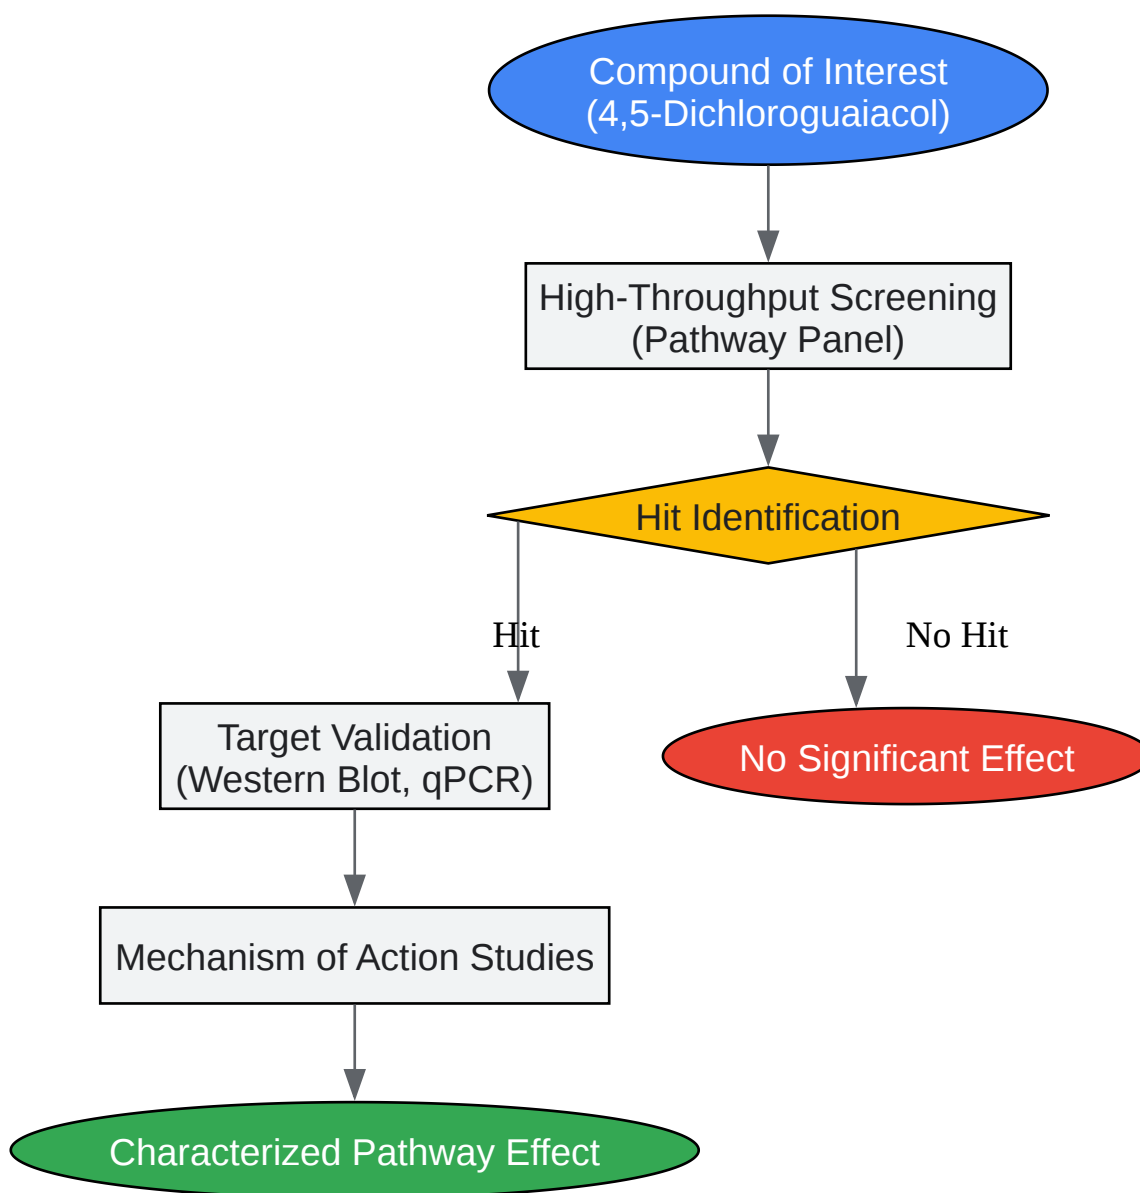 Compound of Interest
(4,5-Dichloroguaiacol)
High-Throughput Screening
(Pathway Panel)
Hit Identification
Hit
No Hit
Target Validation
(Western Blot, qPCR)
No Significant Effect
Mechanism of Action Studies
Characterized Pathway Effect